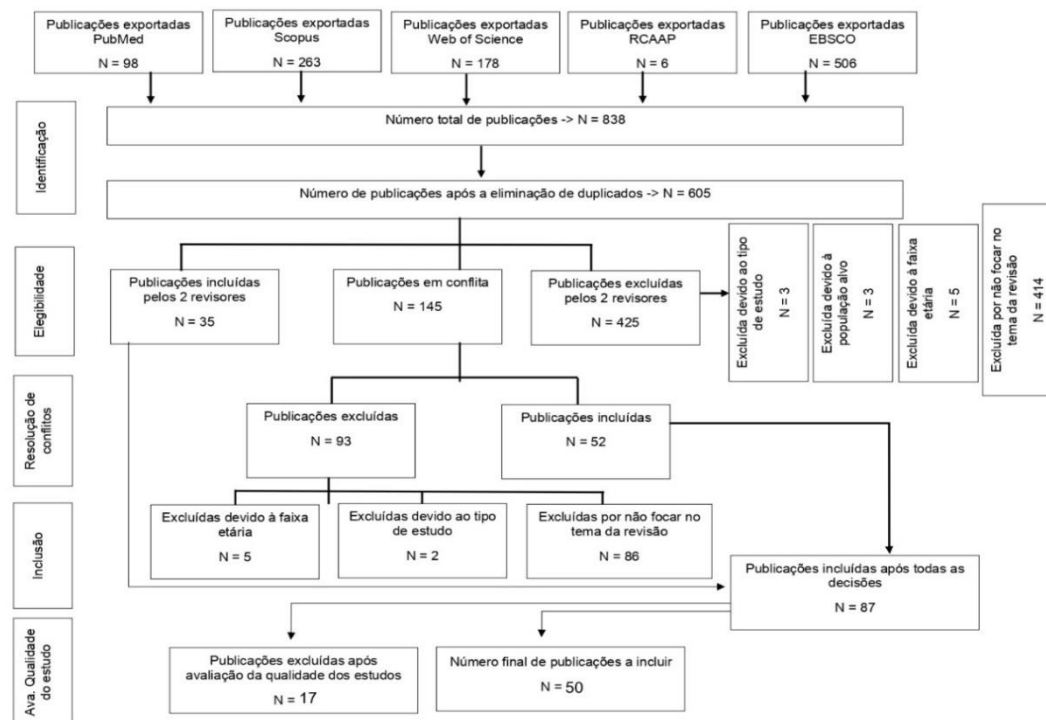 Publicações exportadas
PubMed
N = 98
Publicações exportadas
Scopus
N = 263
Publicações exportadas
Web of Science
N = 178
Publicações exportadas
RCAAP
N = 6
Publicações exportadas
EBSCO
N = 506
Identificação
Número total de publicações -> N = 838
Número de publicações após a eliminação de duplicados -> N = 605
Elegibilidade
Publicações incluídas
pelos 2 revisores
N = 35
Publicações em conflita
N = 145
Publicações excluídas
pelos 2 revisores
N = 425
Excluída devido ao tipo
de estudo
N = 3
Excluída devido à
população alvo
N = 3
Excluída devido à faixa
etária
N = 5
Excluída por não focar no
tema da revisão
N = 414
Resolução de
conflitos
Publicações excluídas
N = 93
Publicações incluídas
N = 52
Inclusão
Excluídas devido à faixa
etária
N = 5
Excluídas devido ao tipo
de estudo
N = 2
Excluídas por não focar no
tema da revisão
N = 86
Publicações incluídas após todas as
decisões
N = 87
Ava. Qualidade
do estudo
Publicações excluídas após
avaliação da qualidade dos estudos
N = 17
Número final de publicações a incluir
N = 50